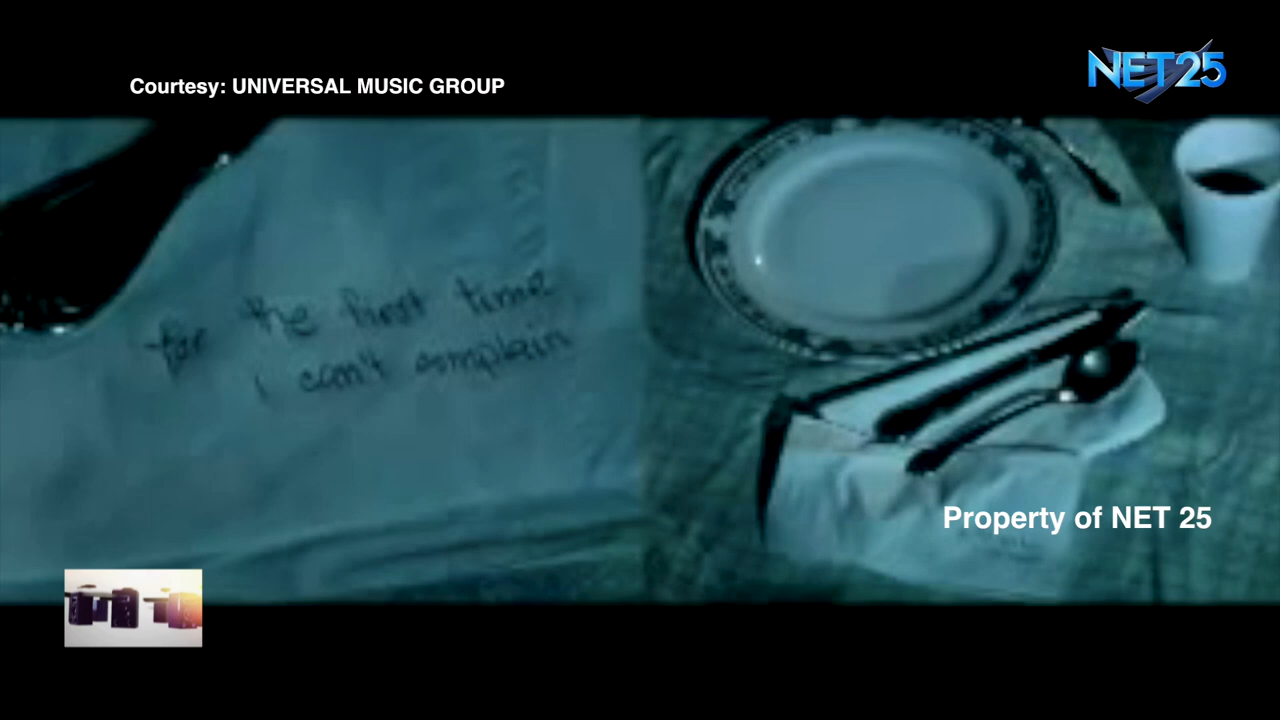 Courtesy: UNIVERSAL MUSIC GROUP
NET25
for the first time
i can't complain
Property of NET 25